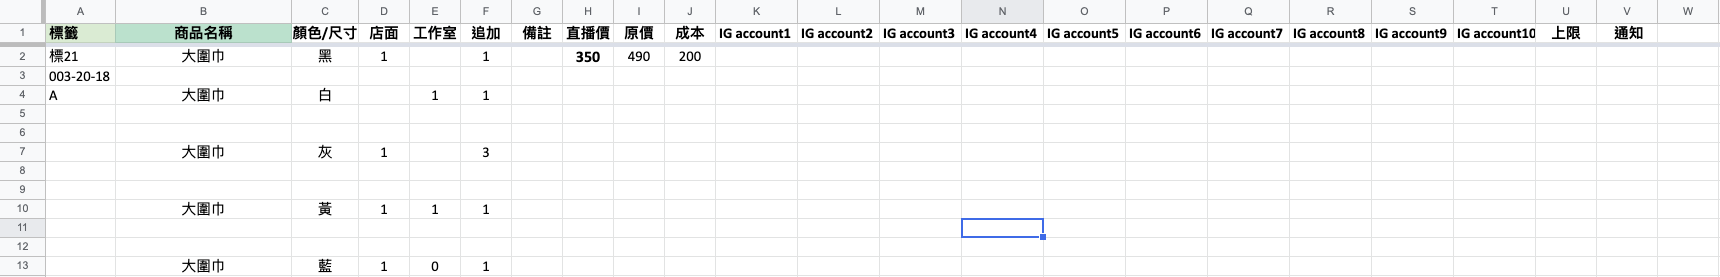 A B C D E F G H I J K L M N O P Q R S T U V W
1 標籤 商品名稱 顏色/尺寸 店面 工作室 追加 備註 直播價 原價 成本 IG account1 IG account2 IG account3 IG account4 IG account5 IG account6 IG account7 IG account8 IG account9 IG account10 上限 通知
2 標21 大圍巾 黑 1 1 350 490 200
3 003-20-18
4 A 大圍巾 白 1 1
5
6
7 大圍巾 灰 1 3
8
9
10 大圍巾 黃 1 1 1
11
12
13 大圍巾 藍 1 0 1